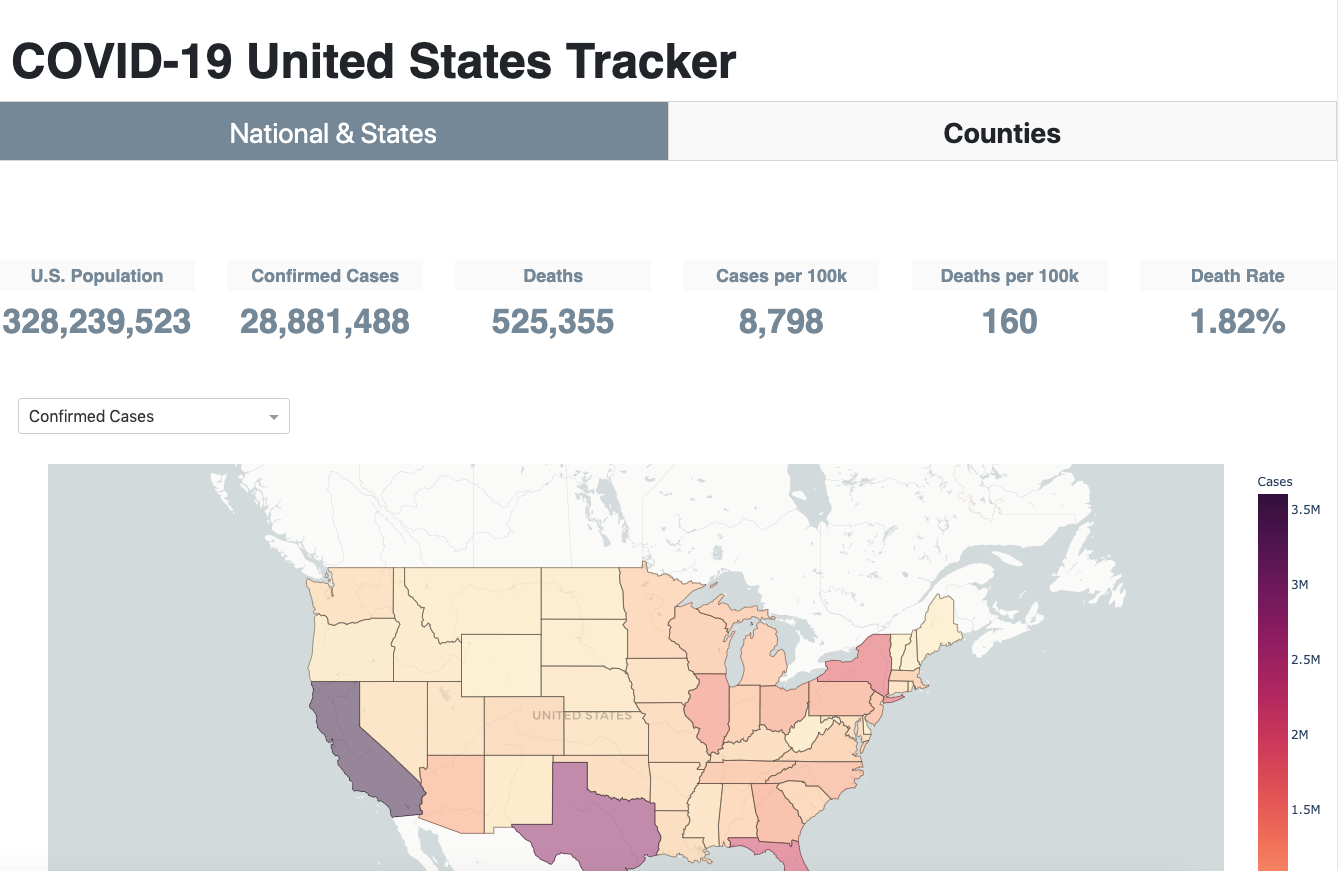 COVID-19 United States Tracker
National & States
Counties
U.S. Population
Confirmed Cases
Deaths
Cases per 100k
Deaths per 100k
Death Rate
328,239,523
28,881,488
525,355
8,798
160
1.82%
Confirmed Cases
Cases
3.5M
3M
2.5M
2M
1.5M
UNITED STATES